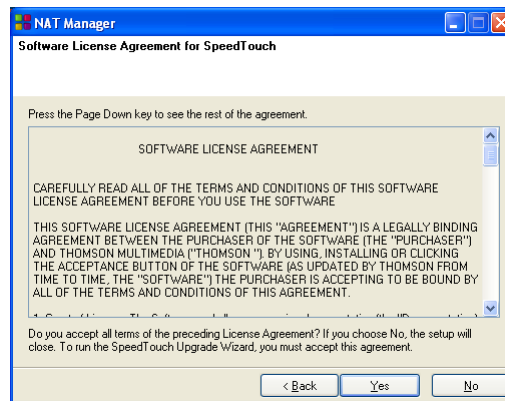 NAT Manager
Software License Agreement for SpeedTouch
Press the Page Down key to see the rest of the agreement.
SOFTWARE LICENSE AGREEMENT
CAREFULLY READ ALL OF THE TERMS AND CONDITIONS OF THIS SOFTWARE
LICENSE AGREEMENT BEFORE YOU USE THE SOFTWARE
THIS SOFTWARE LICENSE AGREEMENT (THIS "AGREEMENT") IS A LEGALLY BINDING
AGREEMENT BETWEEN THE PURCHASER OF THE SOFTWARE (THE "PURCHASER")
AND THOMSON MULTIMEDIA ("THOMSON "). BY USING, INSTALLING OR CLICKING
THE ACCEPTANCE BUTTON OF THE SOFTWARE (AS UPDATED BY THOMSON FROM
TIME TO TIME, THE "SOFTWARE") THE PURCHASER IS ACCEPTING TO BE BOUND BY
ALL OF THE TERMS AND CONDITIONS OF THIS AGREEMENT.
Do you accept all terms of the preceding License Agreement? If you choose No, the setup will
close. To run the SpeedTouch Upgrade Wizard, you must accept this agreement.
< Back
Yes
No